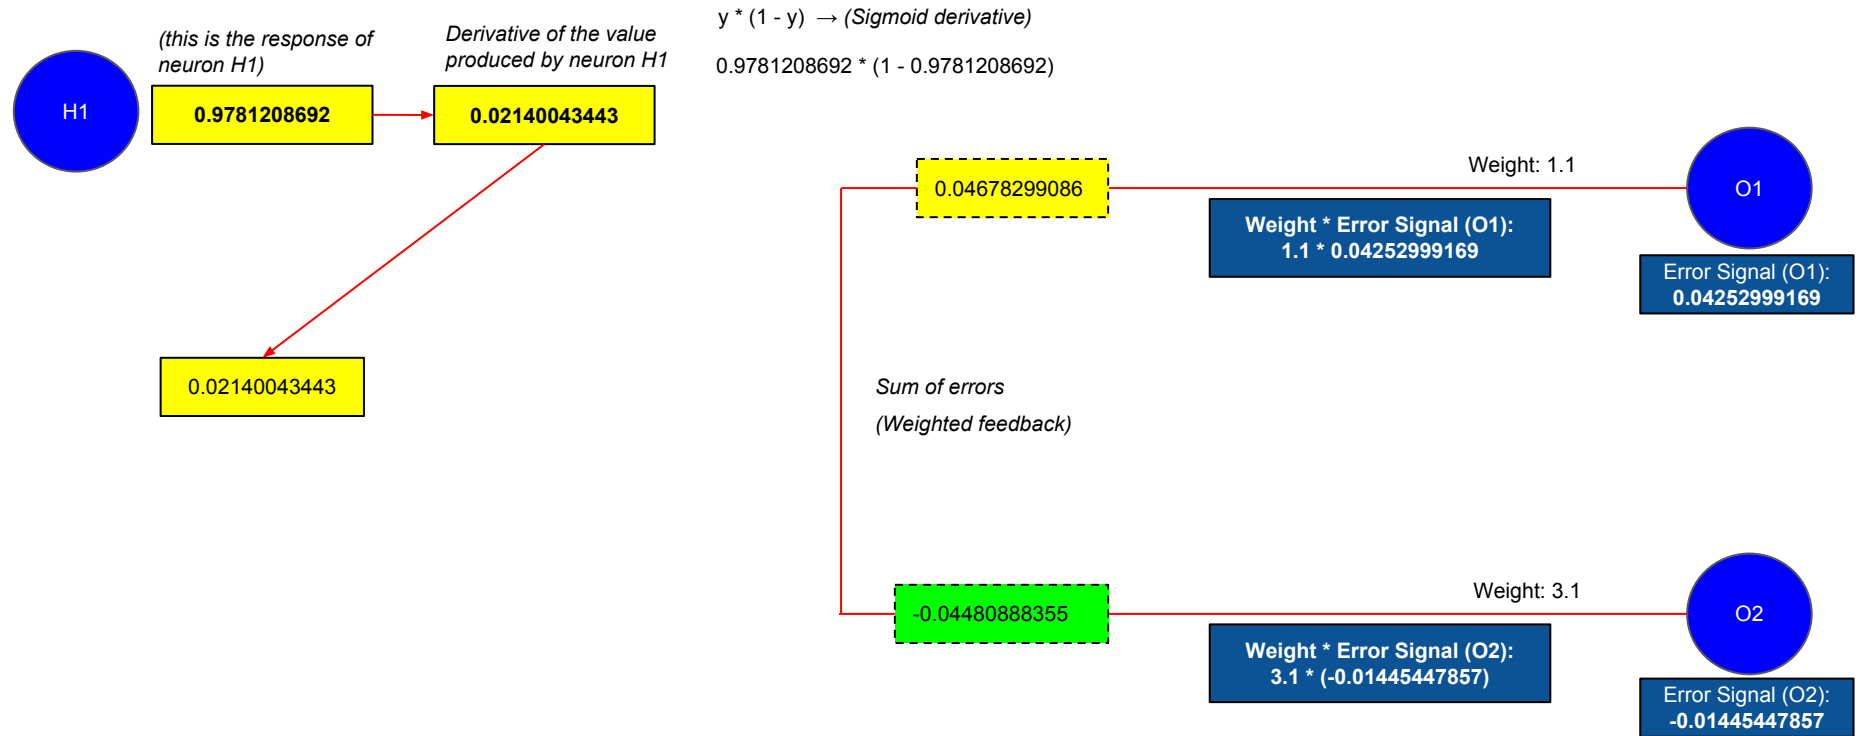 H1
(this is the response of
neuron H1)
0.9781208692
Derivative of the value
produced by neuron H1
0.02140043443
y * (1 - y) → (Sigmoid derivative)
0.9781208692 * (1 - 0.9781208692)
0.02140043443
0.04678299086
Weight: 1.1
Weight * Error Signal (O1):
1.1 * 0.04252999169
O1
Error Signal (O1):
0.04252999169
Sum of errors
(Weighted feedback)
-0.04480888355
Weight: 3.1
Weight * Error Signal (O2):
3.1 * (-0.01445447857)
O2
Error Signal (O2):
-0.01445447857